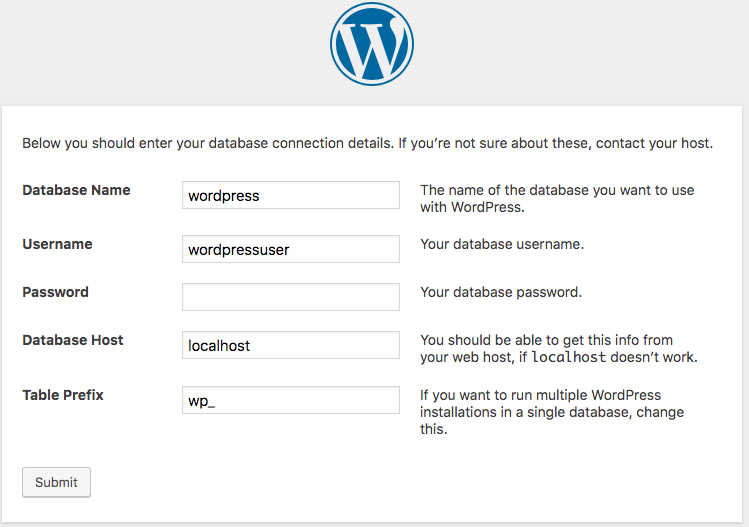 W
Below you should enter your database connection details. If you’re not sure about these, contact your host.
Database Name wordpress The name of the database you want to use
with WordPress.
Username wordpressuser Your database username.
Password Your database password.
Database Host localhost You should be able to get this info from
your web host, if localhost doesn’t work.
Table Prefix wp_ If you want to run multiple WordPress
installations in a single database, change
this.
Submit